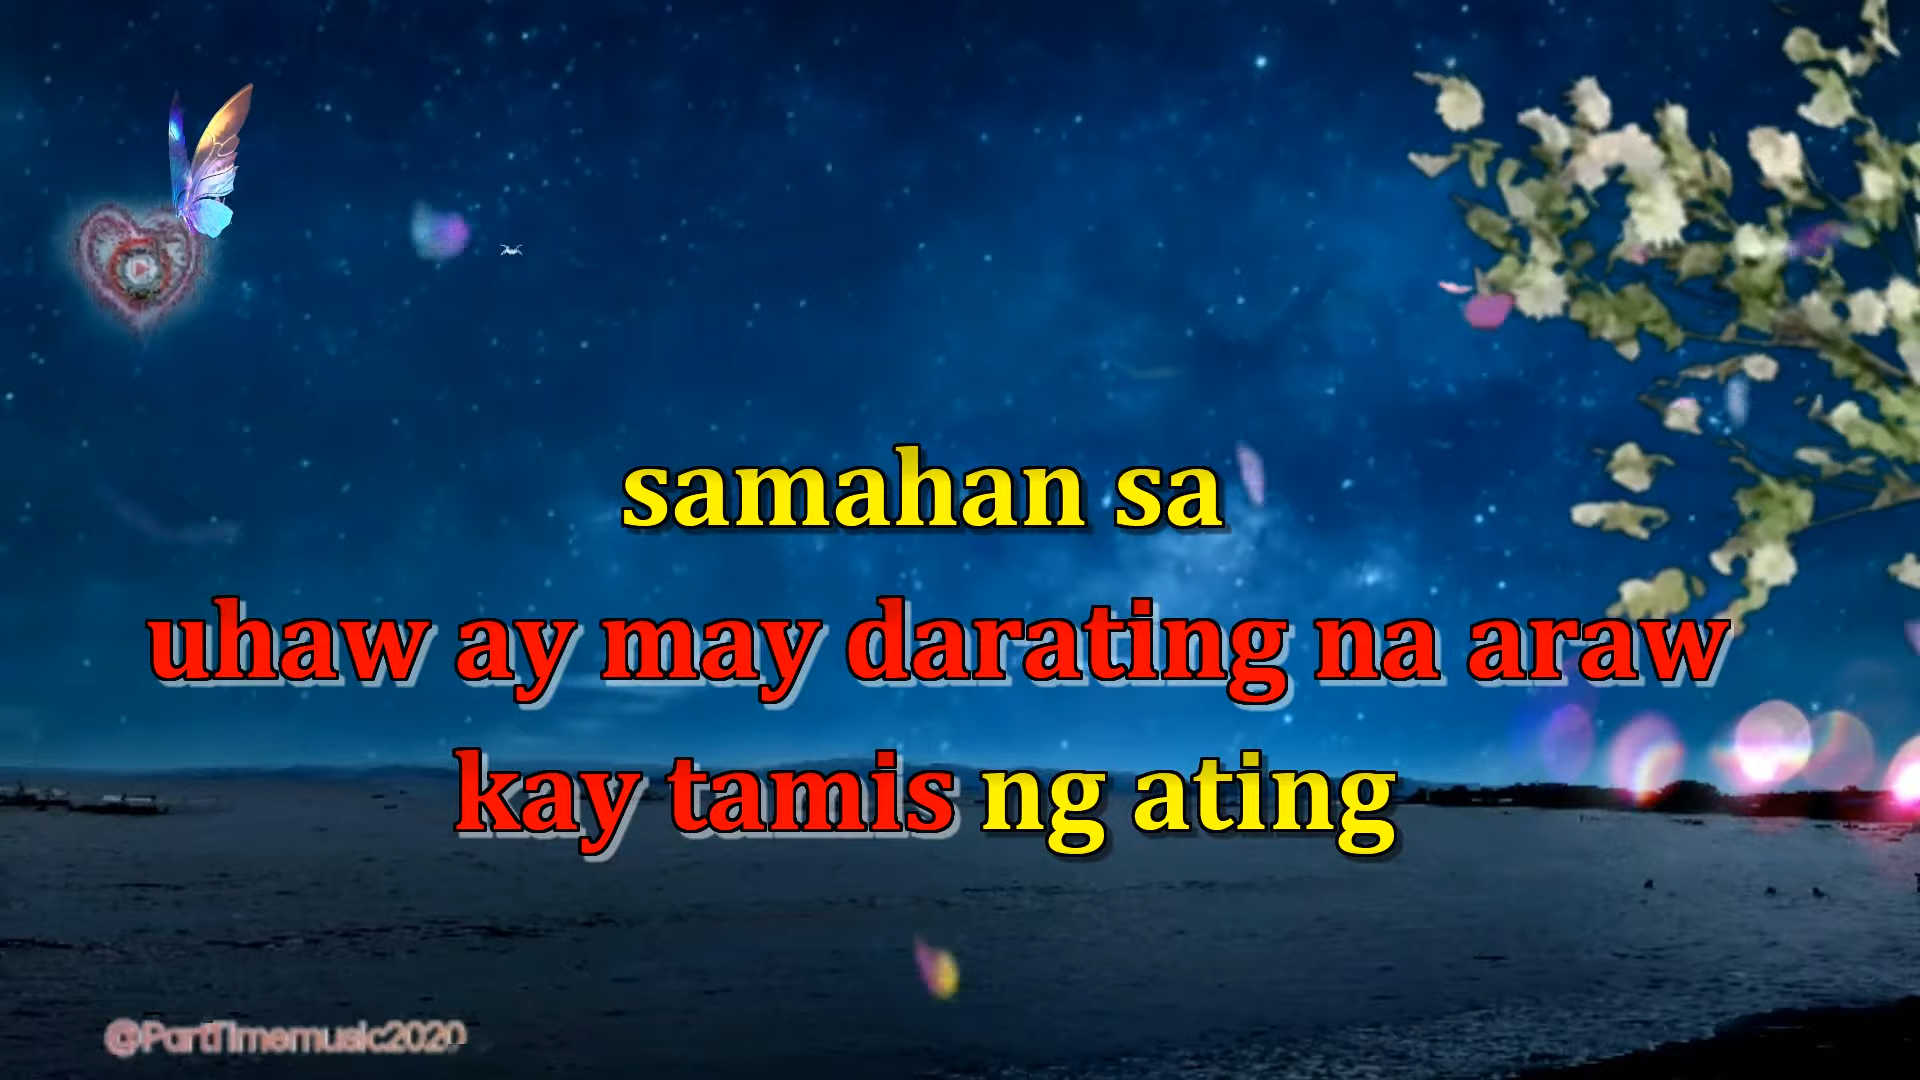 samahan sa
uhaw ay may darating na araw
kay tamis ng ating
@PartTimemusic2020